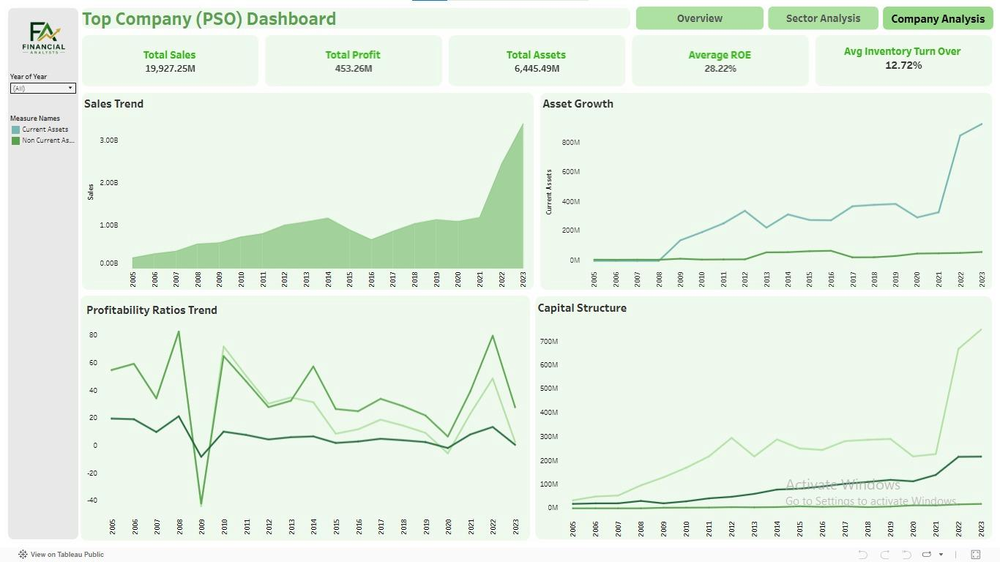 Top Company (PSO) Dashboard
Overview
Sector Analysis
Company Analysis
FA
FINANCIAL
ANALYSTS
Year of Year
(All)
Measure Names
Current Assets
Non Current As...
Total Sales
19,927.25M
Total Profit
453.26M
Total Assets
6,445.49M
Average ROE
28.22%
Avg Inventory Turn Over
12.72%
Sales Trend
3.00B
2.00B
1.00B
0.00B
Sales
2005 2006 2007 2008 2009 2010 2011 2012 2013 2014 2015 2016 2017 2018 2019 2020 2021 2022 2023
Asset Growth
800M
600M
400M
200M
0M
Current Assets
2005 2006 2007 2008 2009 2010 2011 2012 2013 2014 2015 2016 2017 2018 2019 2020 2021 2022 2023
Profitability Ratios Trend
80
60
40
20
0
-20
-40
2005 2006 2007 2008 2009 2010 2011 2012 2013 2014 2015 2016 2017 2018 2019 2020 2021 2022 2023
Capital Structure
700M
600M
500M
400M
300M
200M
100M
0M
2005 2006 2007 2008 2009 2010 2011 2012 2013 2014 2015 2016 2017 2018 2019 2020 2021 2022 2023
Activate Windows
Go to Settings to activate Windows.
View on Tableau Public